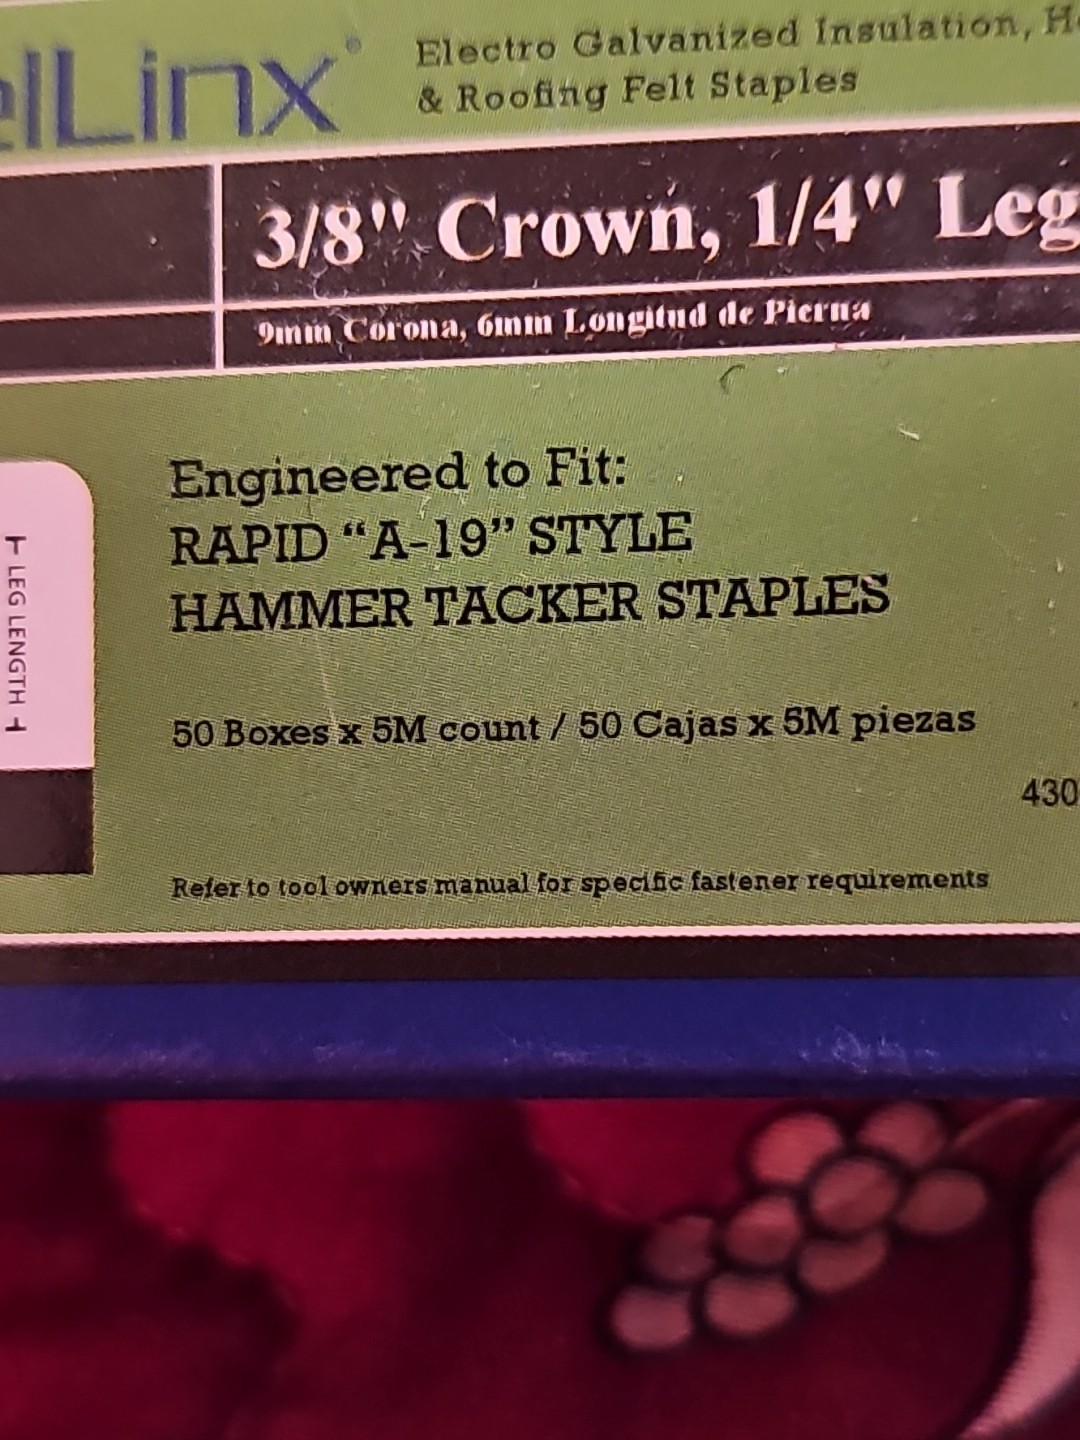 elLinx®
Electro Galvanized Insulation, H
& Roofing Felt Staples
3/8" Crown, 1/4" Leg
9mm Corona, 6mm Longitud de Pierna
Engineered to Fit:
RAPID “A-19” STYLE
HAMMER TACKER STAPLES
LEG LENGTH
50 Boxes x 5M count / 50 Cajas x 5M piezas
430
Refer to tool owners manual for specific fastener requirements